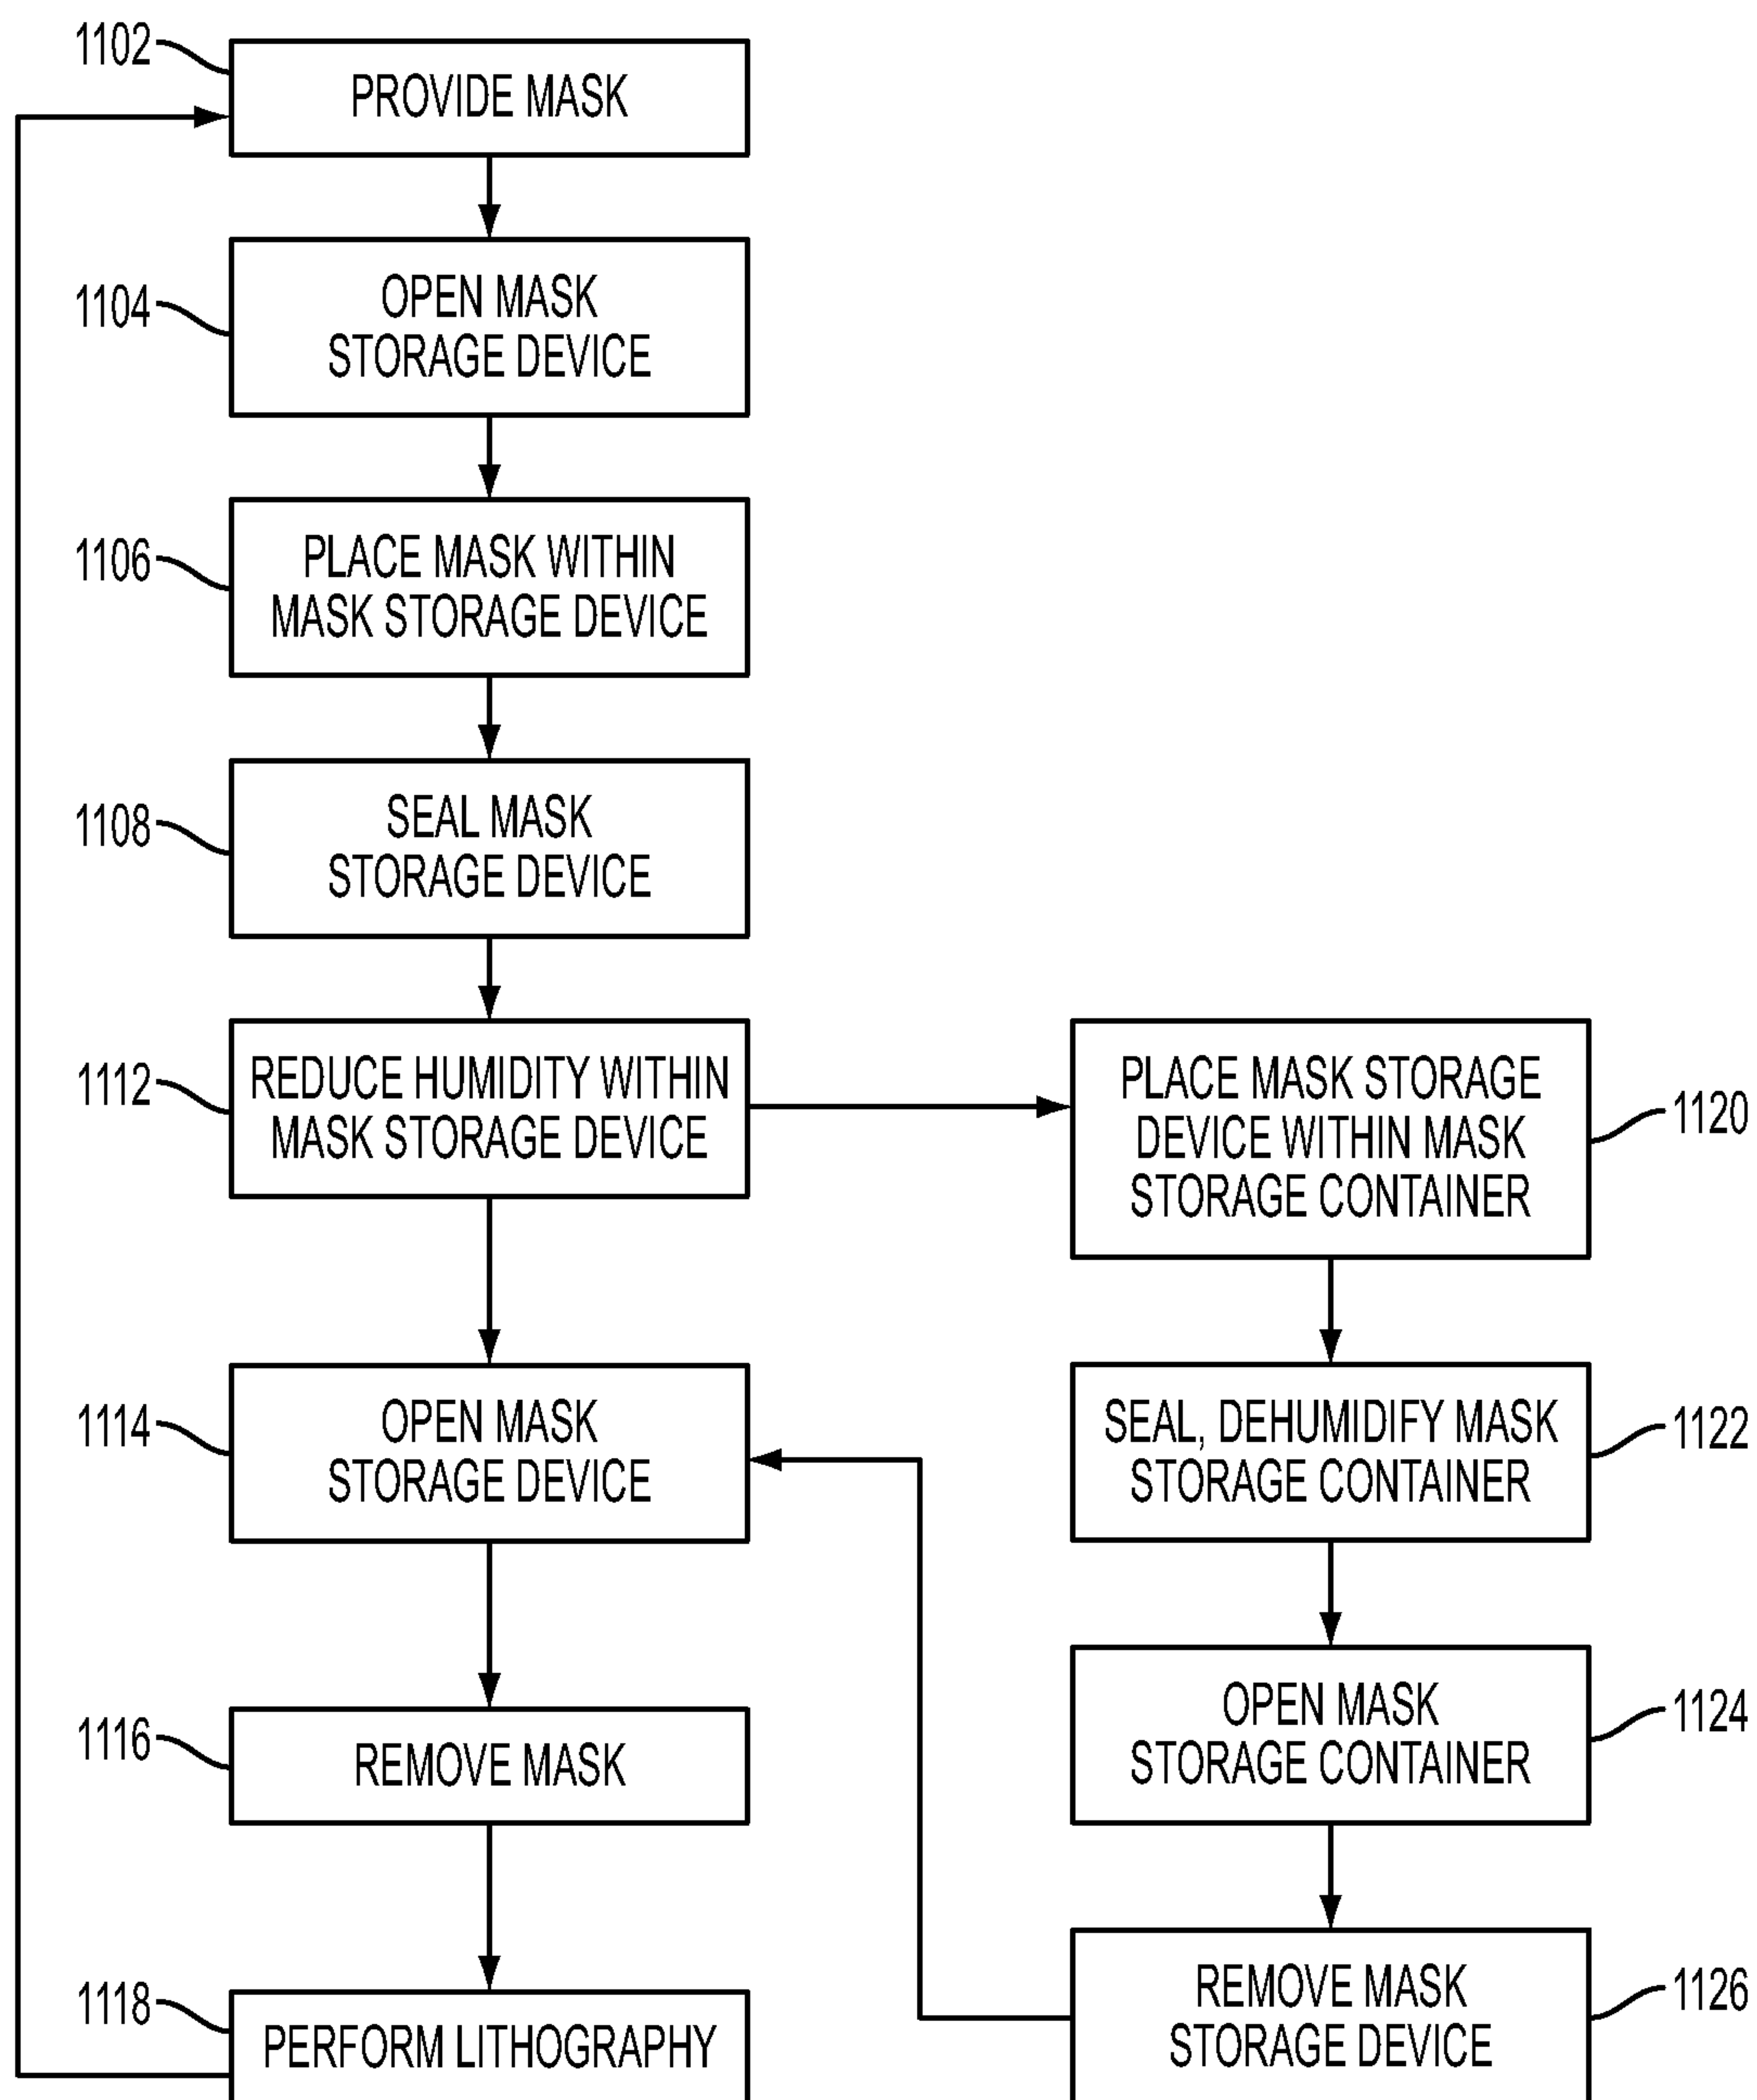 1102
PROVIDE MASK
1104
OPEN MASK
STORAGE DEVICE
1106
PLACE MASK WITHIN
MASK STORAGE DEVICE
1108
SEAL MASK
STORAGE DEVICE
1112
REDUCE HUMIDITY WITHIN
MASK STORAGE DEVICE
1114
OPEN MASK
STORAGE DEVICE
1116
REMOVE MASK
1118
PERFORM LITHOGRAPHY
PLACE MASK STORAGE
DEVICE WITHIN MASK
STORAGE CONTAINER
1120
SEAL, DEHUMIDIFY MASK
STORAGE CONTAINER
1122
OPEN MASK
STORAGE CONTAINER
1124
REMOVE MASK
STORAGE DEVICE
1126